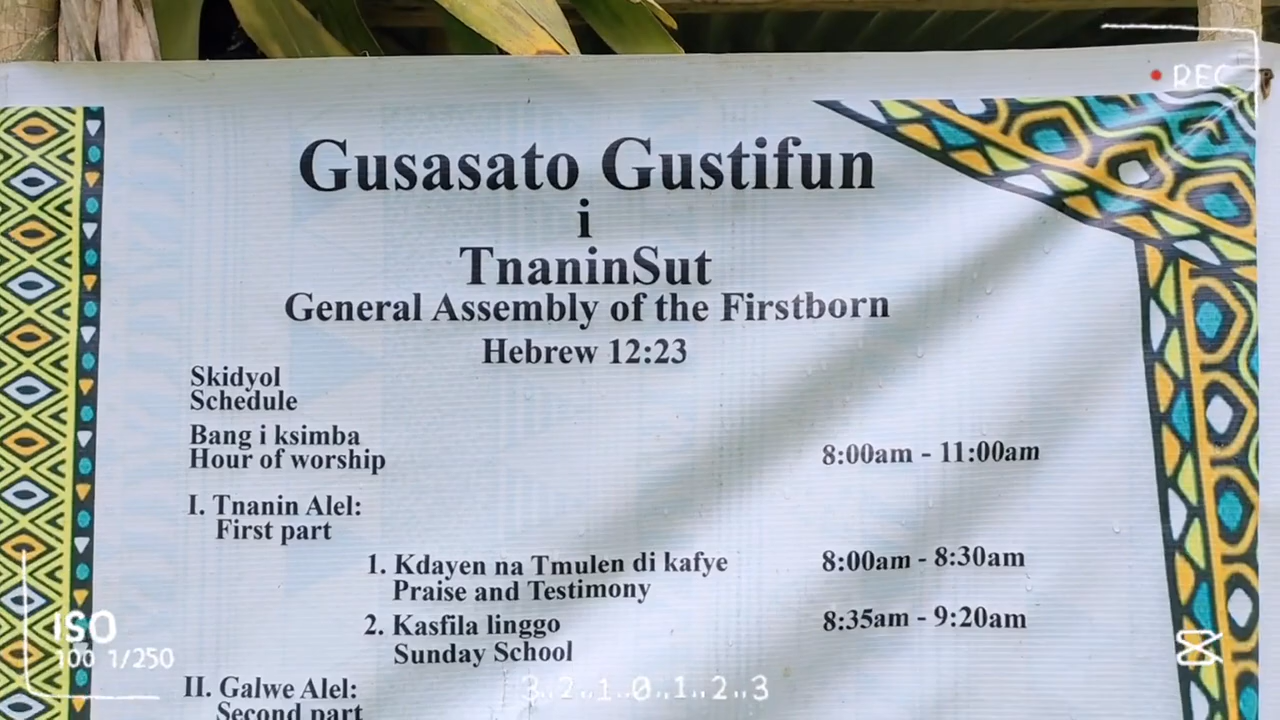 REC
Gusasato Gustifun
i
TnaninSut
General Assembly of the Firstborn
Hebrew 12:23
Skidyol
Schedule
Bang i ksimba
Hour of worship 8:00am - 11:00am
I. Tnanin Alel:
First part
1. Kdayen na Tmulen di kafye 8:00am - 8:30am
Praise and Testimony
2. Kasfila linggo 8:35am - 9:20am
Sunday School
II. Galwe Alel:
Second part
ISO
100 1/250
3..2..1..0..1..2..3